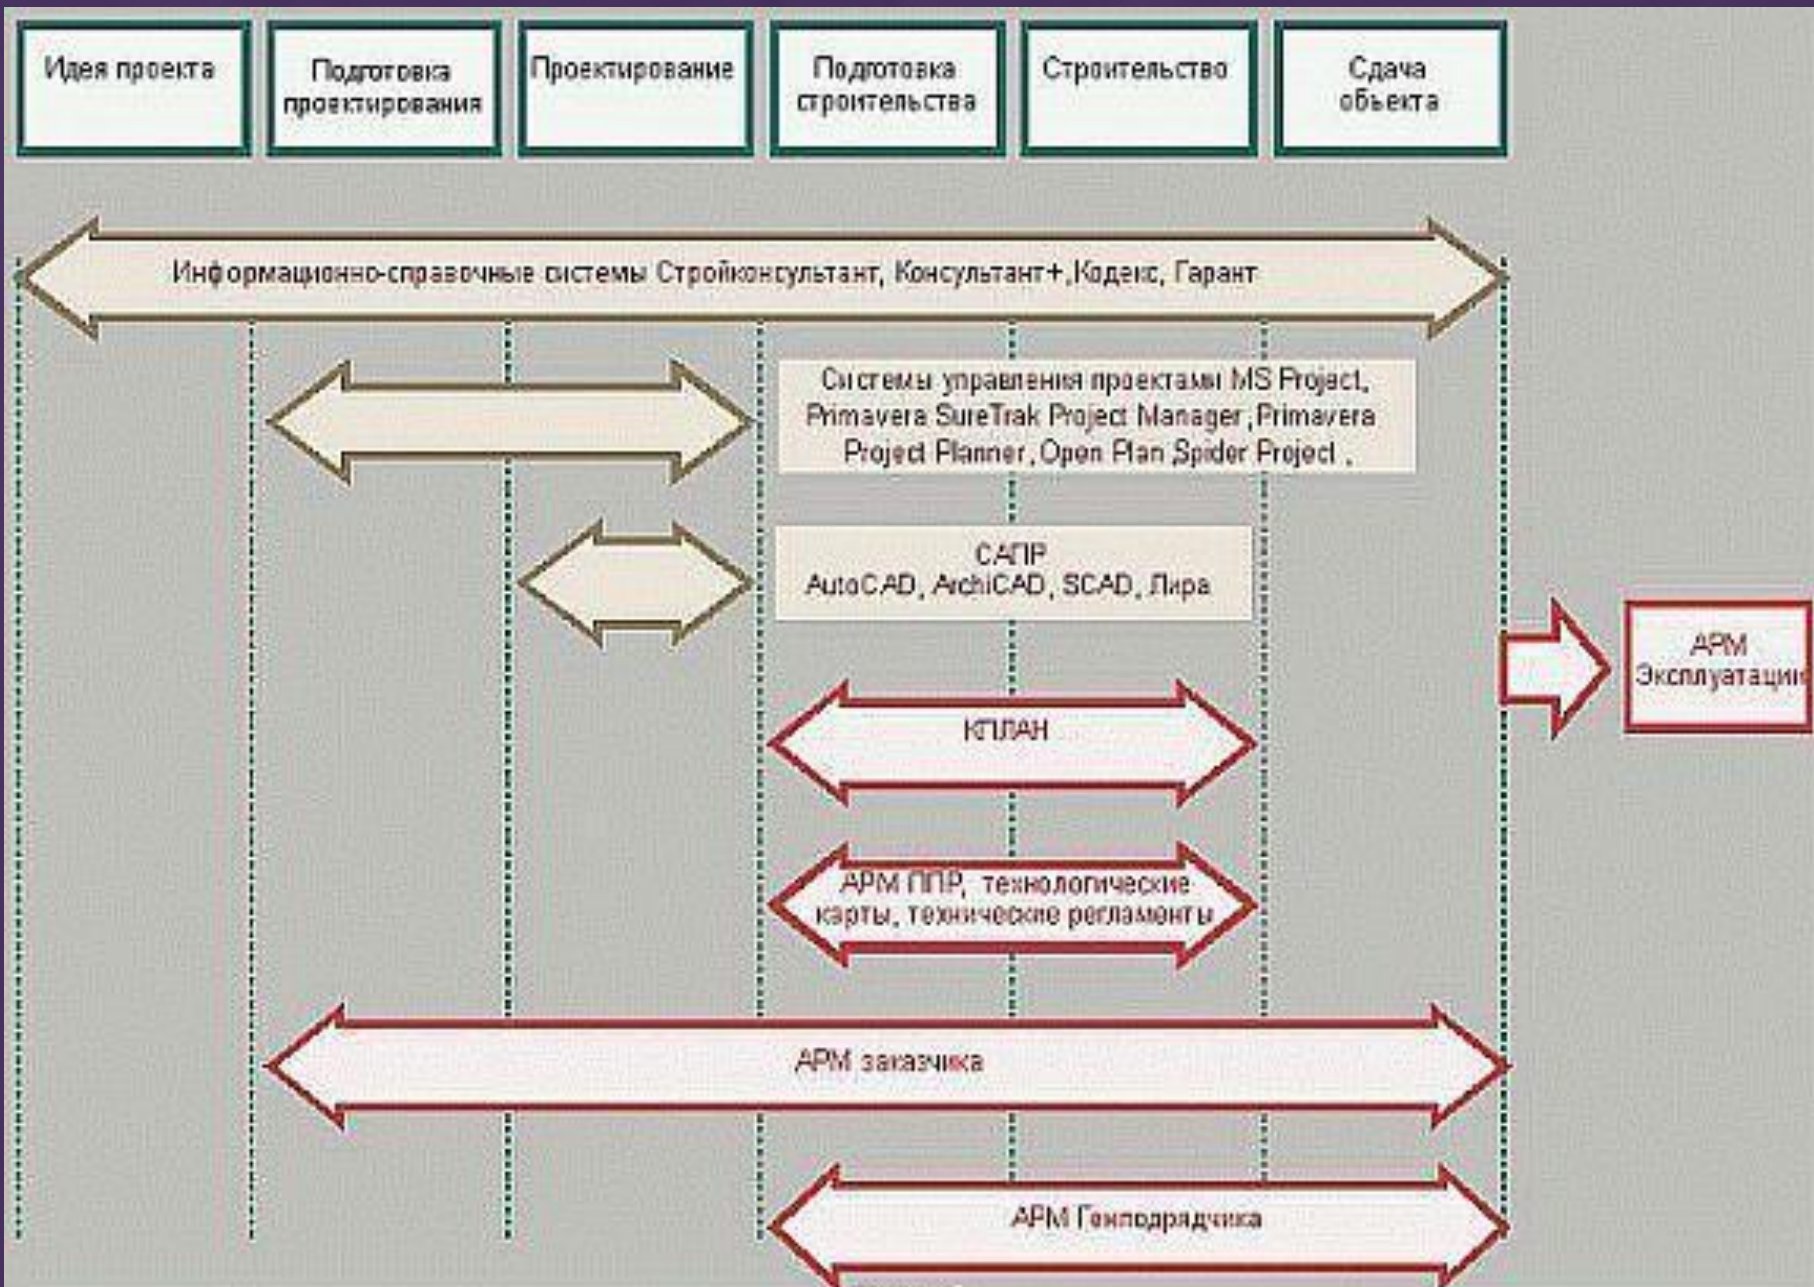 Идея проекта
Подготовка
проектирования
Проектирование
Подготовка
строительства
Строительство
Сдача
объекта
Информационно-справочные системы Стройконсультант, Консультант+,Кодекс, Гарант
Системы управления проектами MS Project,
Primavera SureTrak Project Manager,Primavera
Project Planner,Open Plan,Spider Project .
САПР
AutoCAD, ArchiCAD, SCAD, Лира
АРМ
Эксплуатации
КПЛАН
АРМ ППР, технологические
карты, технические регламенты
АРМ заказчика
АРМ Генподрядчика